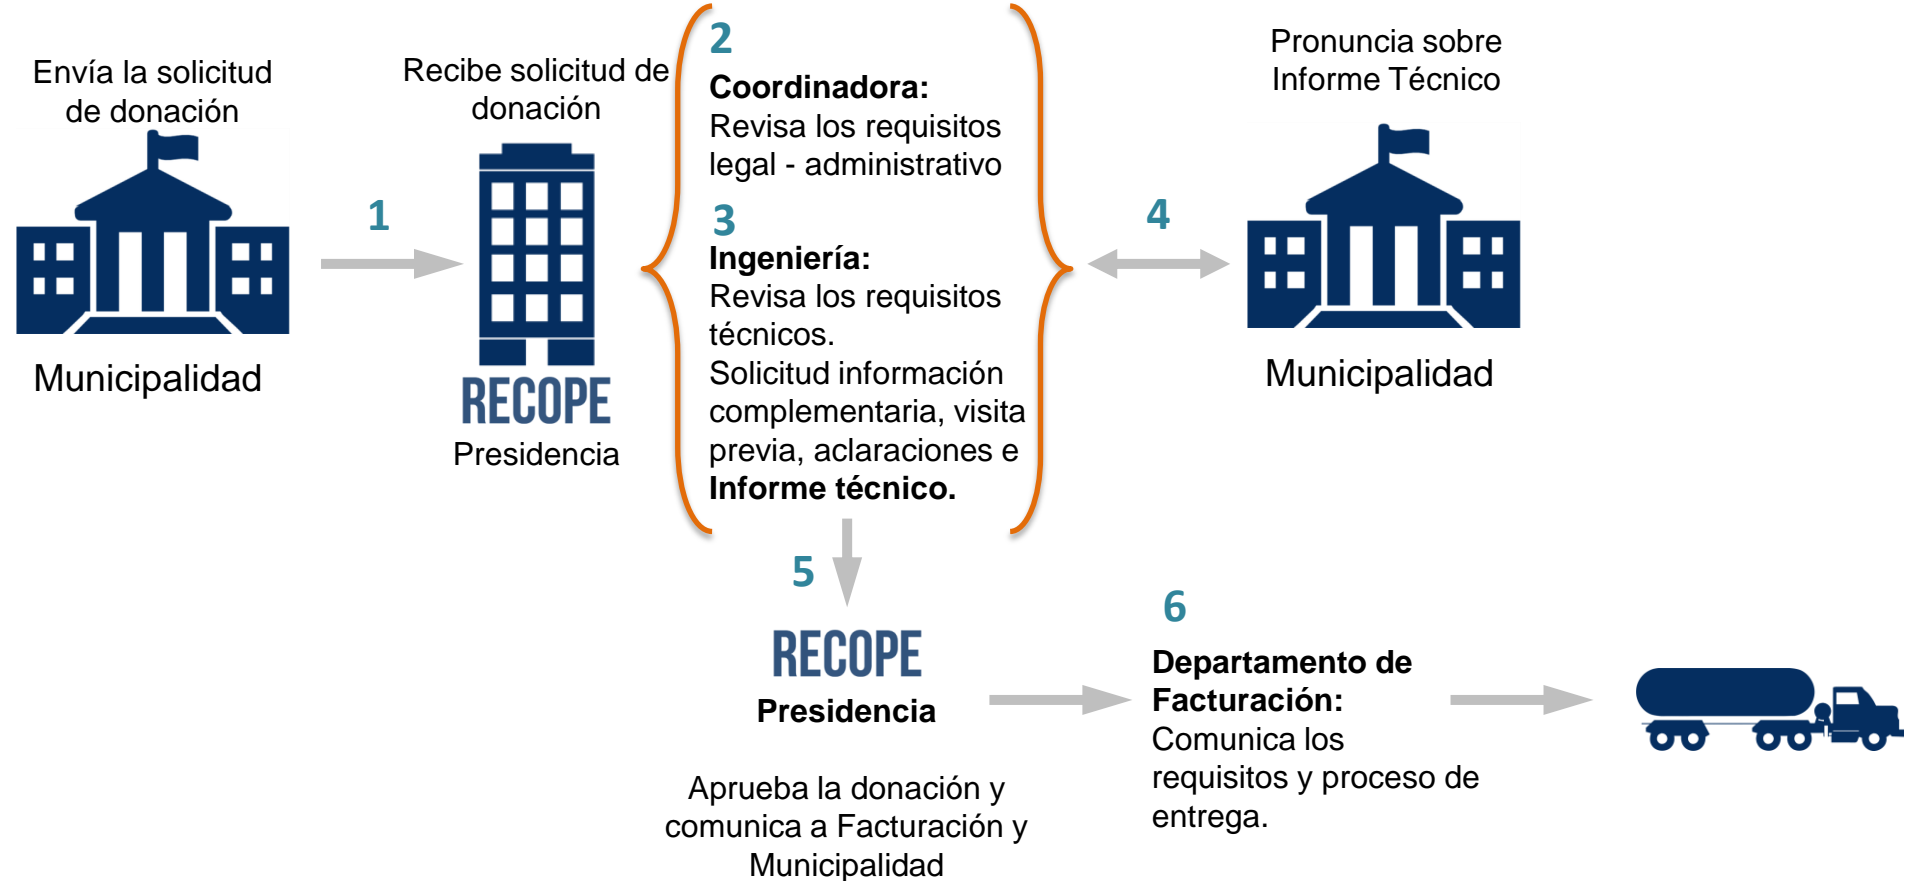 Envía la solicitud
de donación
Municipalidad
1
Recibe solicitud de
donación
RECOPE
Presidencia
2
Coordinadora:
Revisa los requisitos
legal - administrativo
3
Ingeniería:
Revisa los requisitos
técnicos.
Solicitud información
complementaria, visita
previa, aclaraciones e
Informe técnico.
4
Pronuncia sobre
Informe Técnico
Municipalidad
5
RECOPE
Presidencia
Aprueba la donación y
comunica a Facturación y
Municipalidad
6
Departamento de
Facturación:
Comunica los
requisitos y proceso de
entrega.